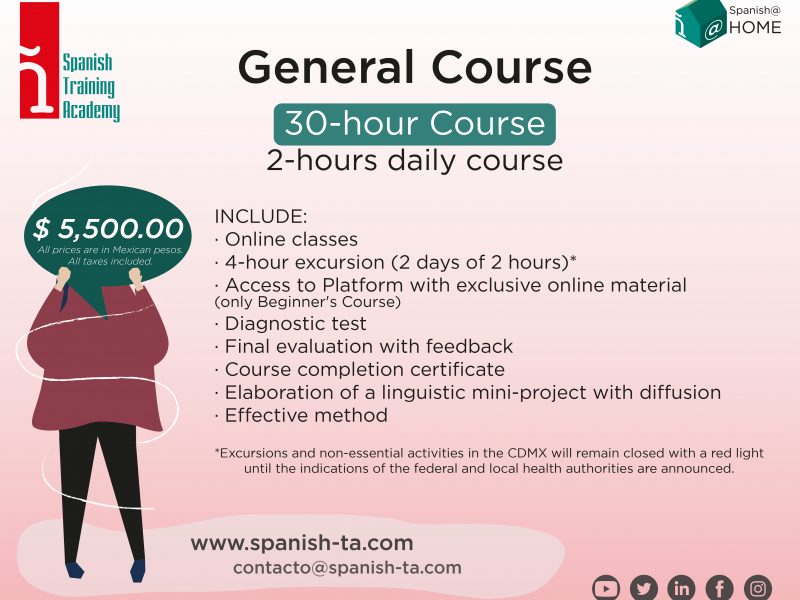 Spanish
Training
Academy
Spanish@
HOME
General Course
30-hour Course
2-hours daily course
$ 5,500.00
All prices are in Mexican pesos.
All taxes included.
INCLUDE:
· Online classes
· 4-hour excursion (2 days of 2 hours)*
· Access to Platform with exclusive online material
(only Beginner's Course)
· Diagnostic test
· Final evaluation with feedback
· Course completion certificate
· Elaboration of a linguistic mini-project with diffusion
· Effective method
*Excursions and non-essential activities in the CDMX will remain closed with a red light
until the indications of the federal and local health authorities are announced.
www.spanish-ta.com
contacto@spanish-ta.com